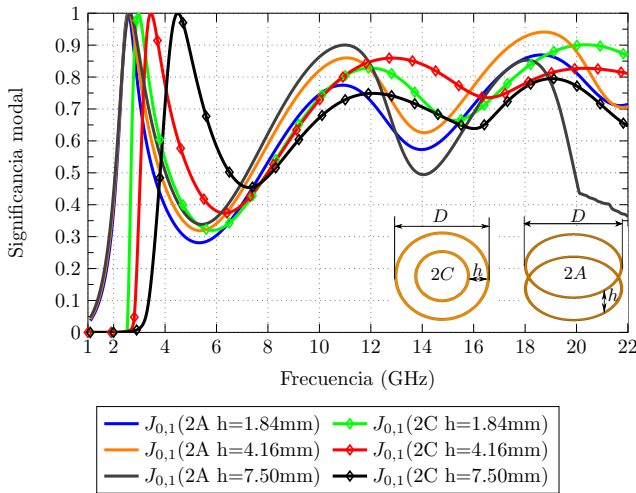 1
0.9
0.8
0.7
0.6
0.5
0.4
0.3
0.2
0.1
0
Significancia modal
D D
2C h 2A
h
1 2 4 6 8 10 12 14 16 18 20 22
Frecuencia (GHz)
J0,1(2A h=1.84mm) J0,1(2C h=1.84mm)
J0,1(2A h=4.16mm) J0,1(2C h=4.16mm)
J0,1(2A h=7.50mm) J0,1(2C h=7.50mm)